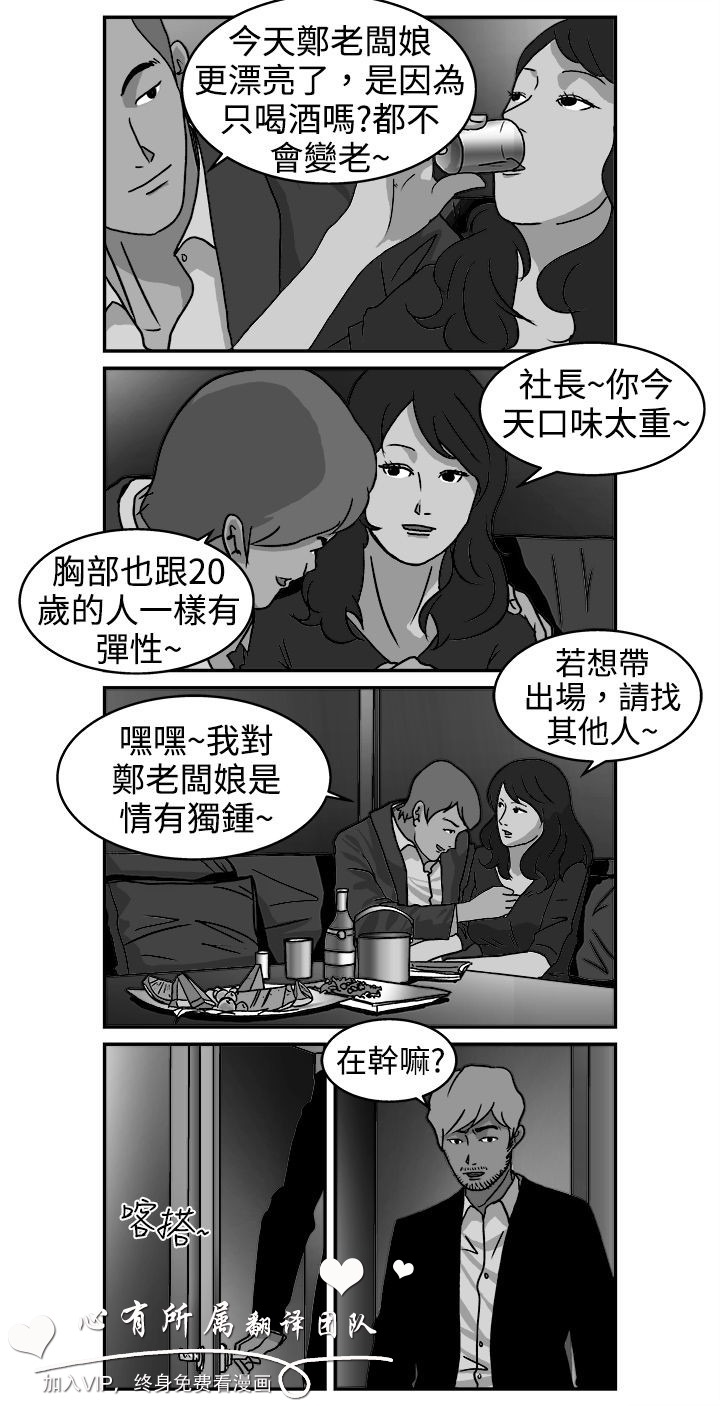 今天鄭老闆娘
更漂亮了，是因為
只喝酒嗎?都不
會變老~
社長~你今
天口味太重~
胸部也跟20
歲的人一樣有
彈性~
若想帶
出場，請找
其他人~
嘿嘿~我對
鄭老闆娘是
情有獨鍾~
在幹嘛?
喀搭~
心有所属翻译团队
加入VIP，终身免费看漫画